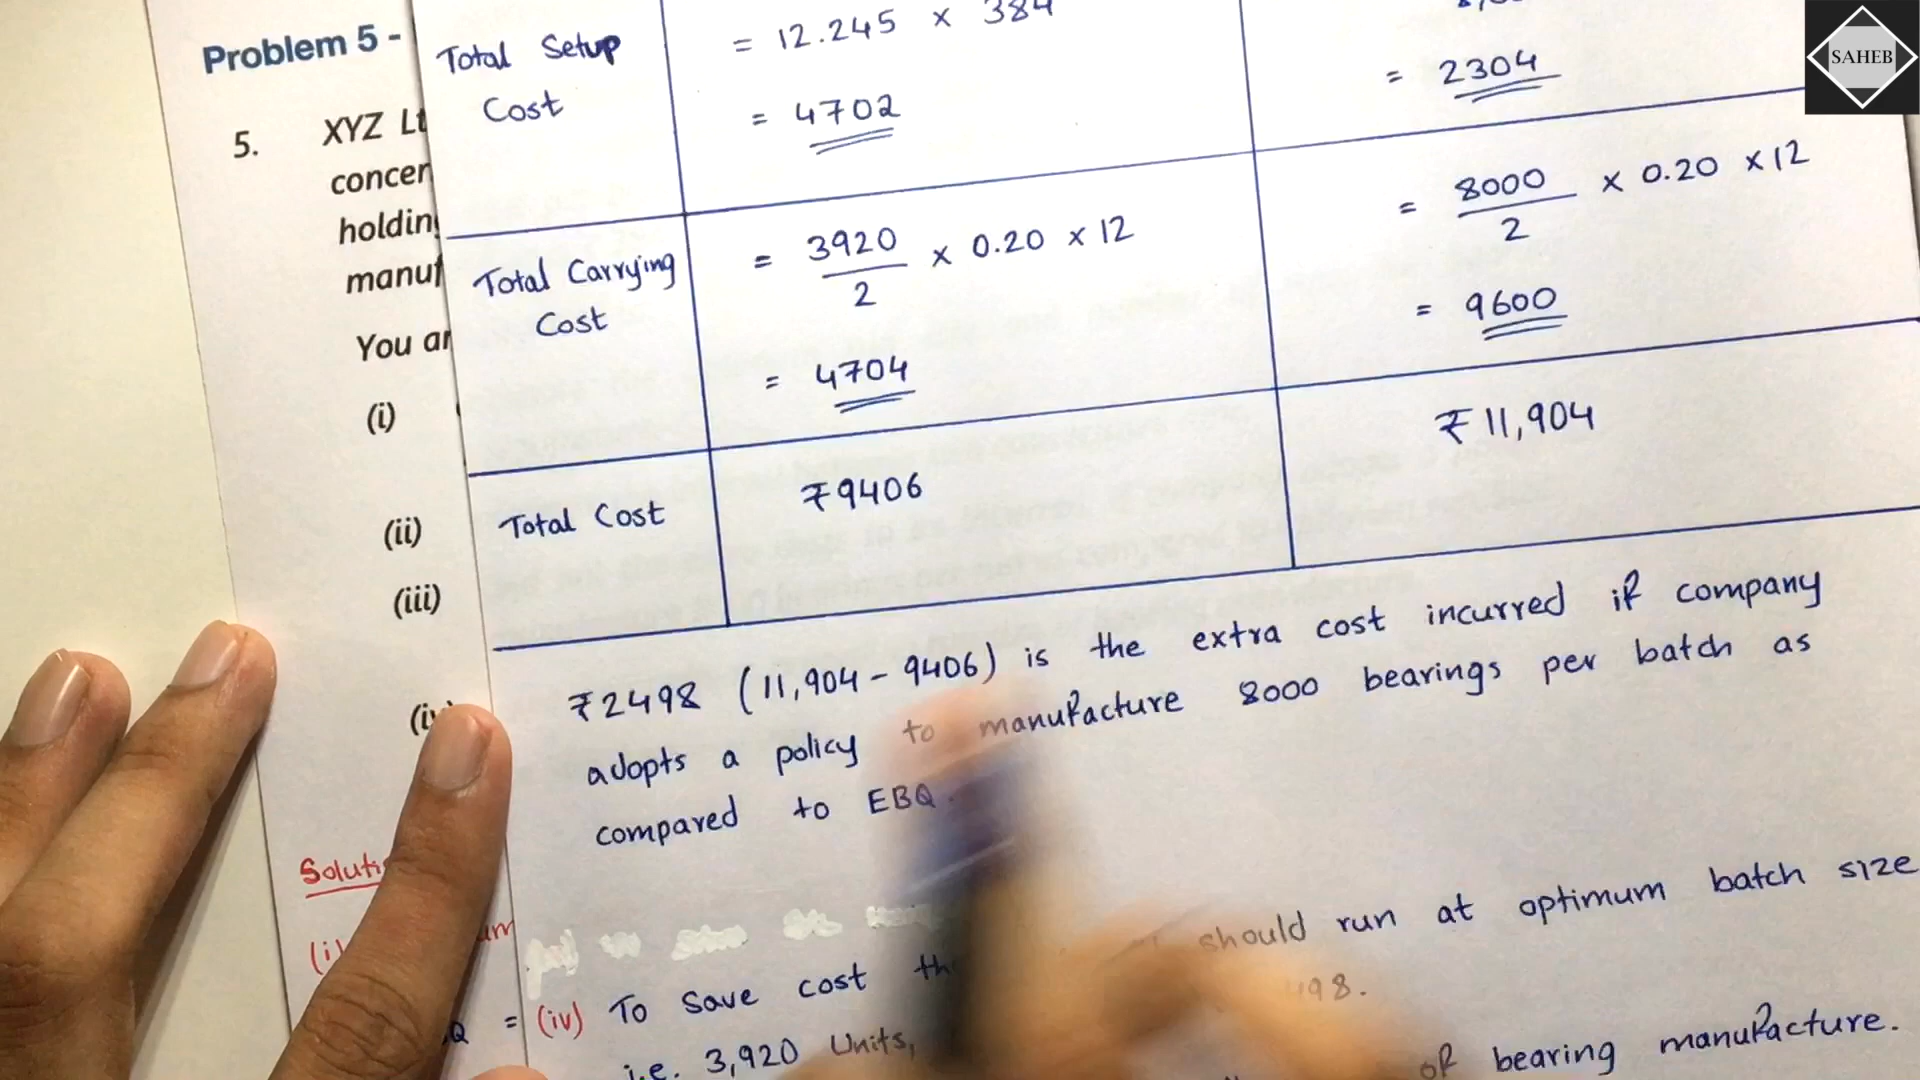 SAHEB
Problem 5 -
5. XYZ Lt
concer
holding
manuf
You ar
(i)
(ii)
(iii)
Soluti
(i)
Total Setup
Cost
= 12.245 × 384
= 4702
= 2304
Total Carrying
Cost
= 3920/2 × 0.20 × 12
= 4704
= 8000/2 × 0.20 × 12
= 9600
Total Cost
₹9406
₹11,904
₹2498 (11,904 - 9406) is the extra cost incurred if company
adopts a policy to manufacture 8000 bearings per batch as
compared to EBQ.
(iv) To save cost should run at optimum batch size
i.e. 3,920 Units,
of bearing manufacture.